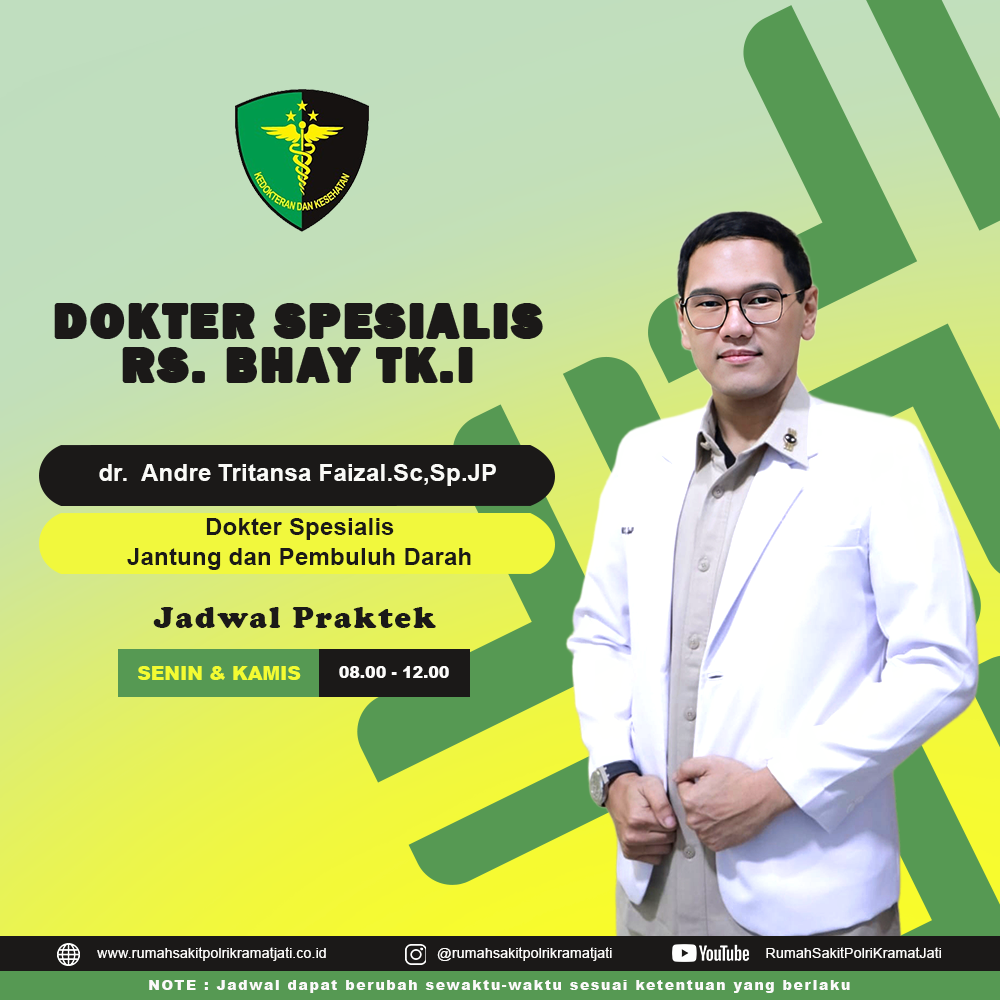 KEDOKTERAN DAN KESEHATAN
DOKTER SPESIALIS
RS. BHAY TK.I
dr. Andre Tritansa Faizal.Sc,Sp.JP
Dokter Spesialis
Jantung dan Pembuluh Darah
Jadwal Praktek
SENIN & KAMIS 08.00 - 12.00
www.rumahsakitpolrikramatjati.co.id @rumahsakitpolrikramatjati YouTube RumahSakitPolriKramatJati
NOTE : Jadwal dapat berubah sewaktu-waktu sesuai ketentuan yang berlaku